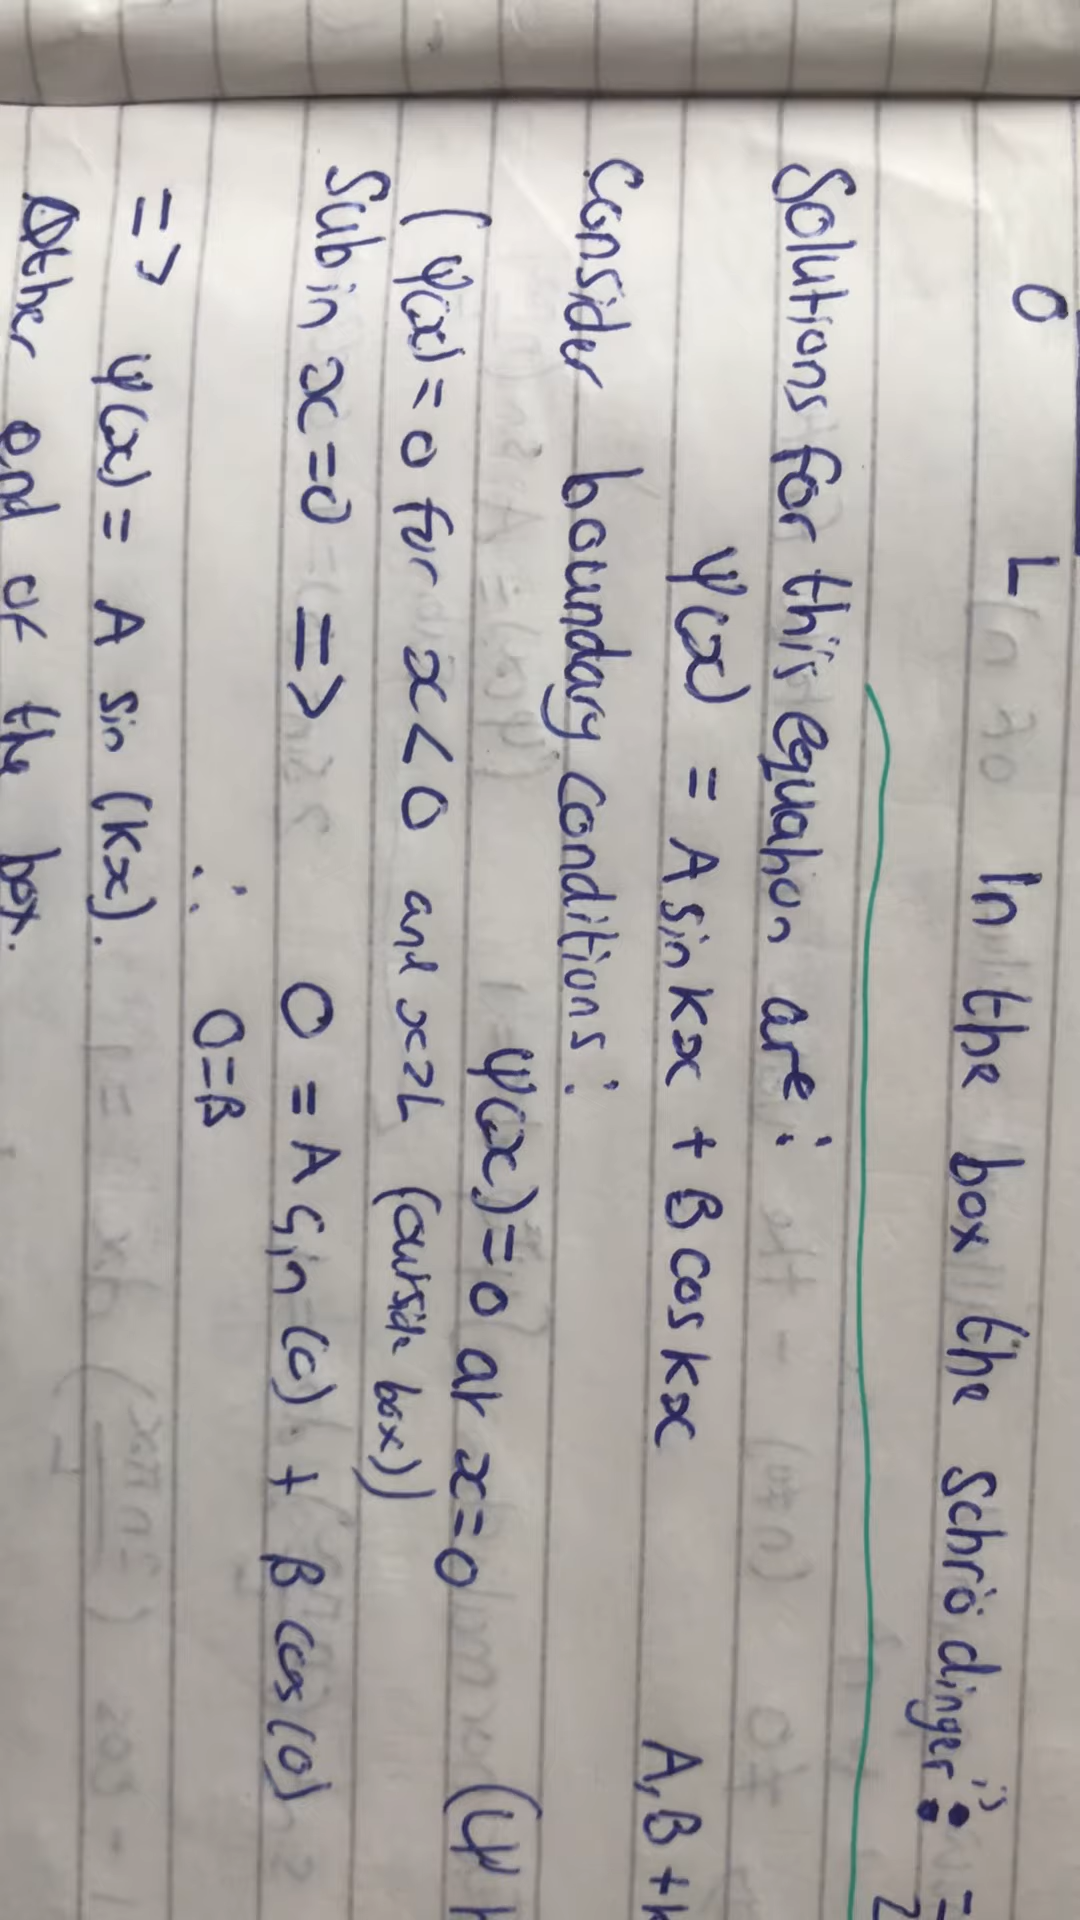 O L In the box the schrödinger is
Solutions for this equation are:
ψ(x) = A sin kx + B cos kx A, B +
Consider boundary conditions:
ψ(x) = 0 at x=0 (ψ
(ψ(x) = 0 for x < 0 and x>L (outside box))
Sub in x=0 => 0 = A sin (0) + B cos (0)
∴ 0=B
=> ψ(x) = A sin (kx).
Other end of the box.